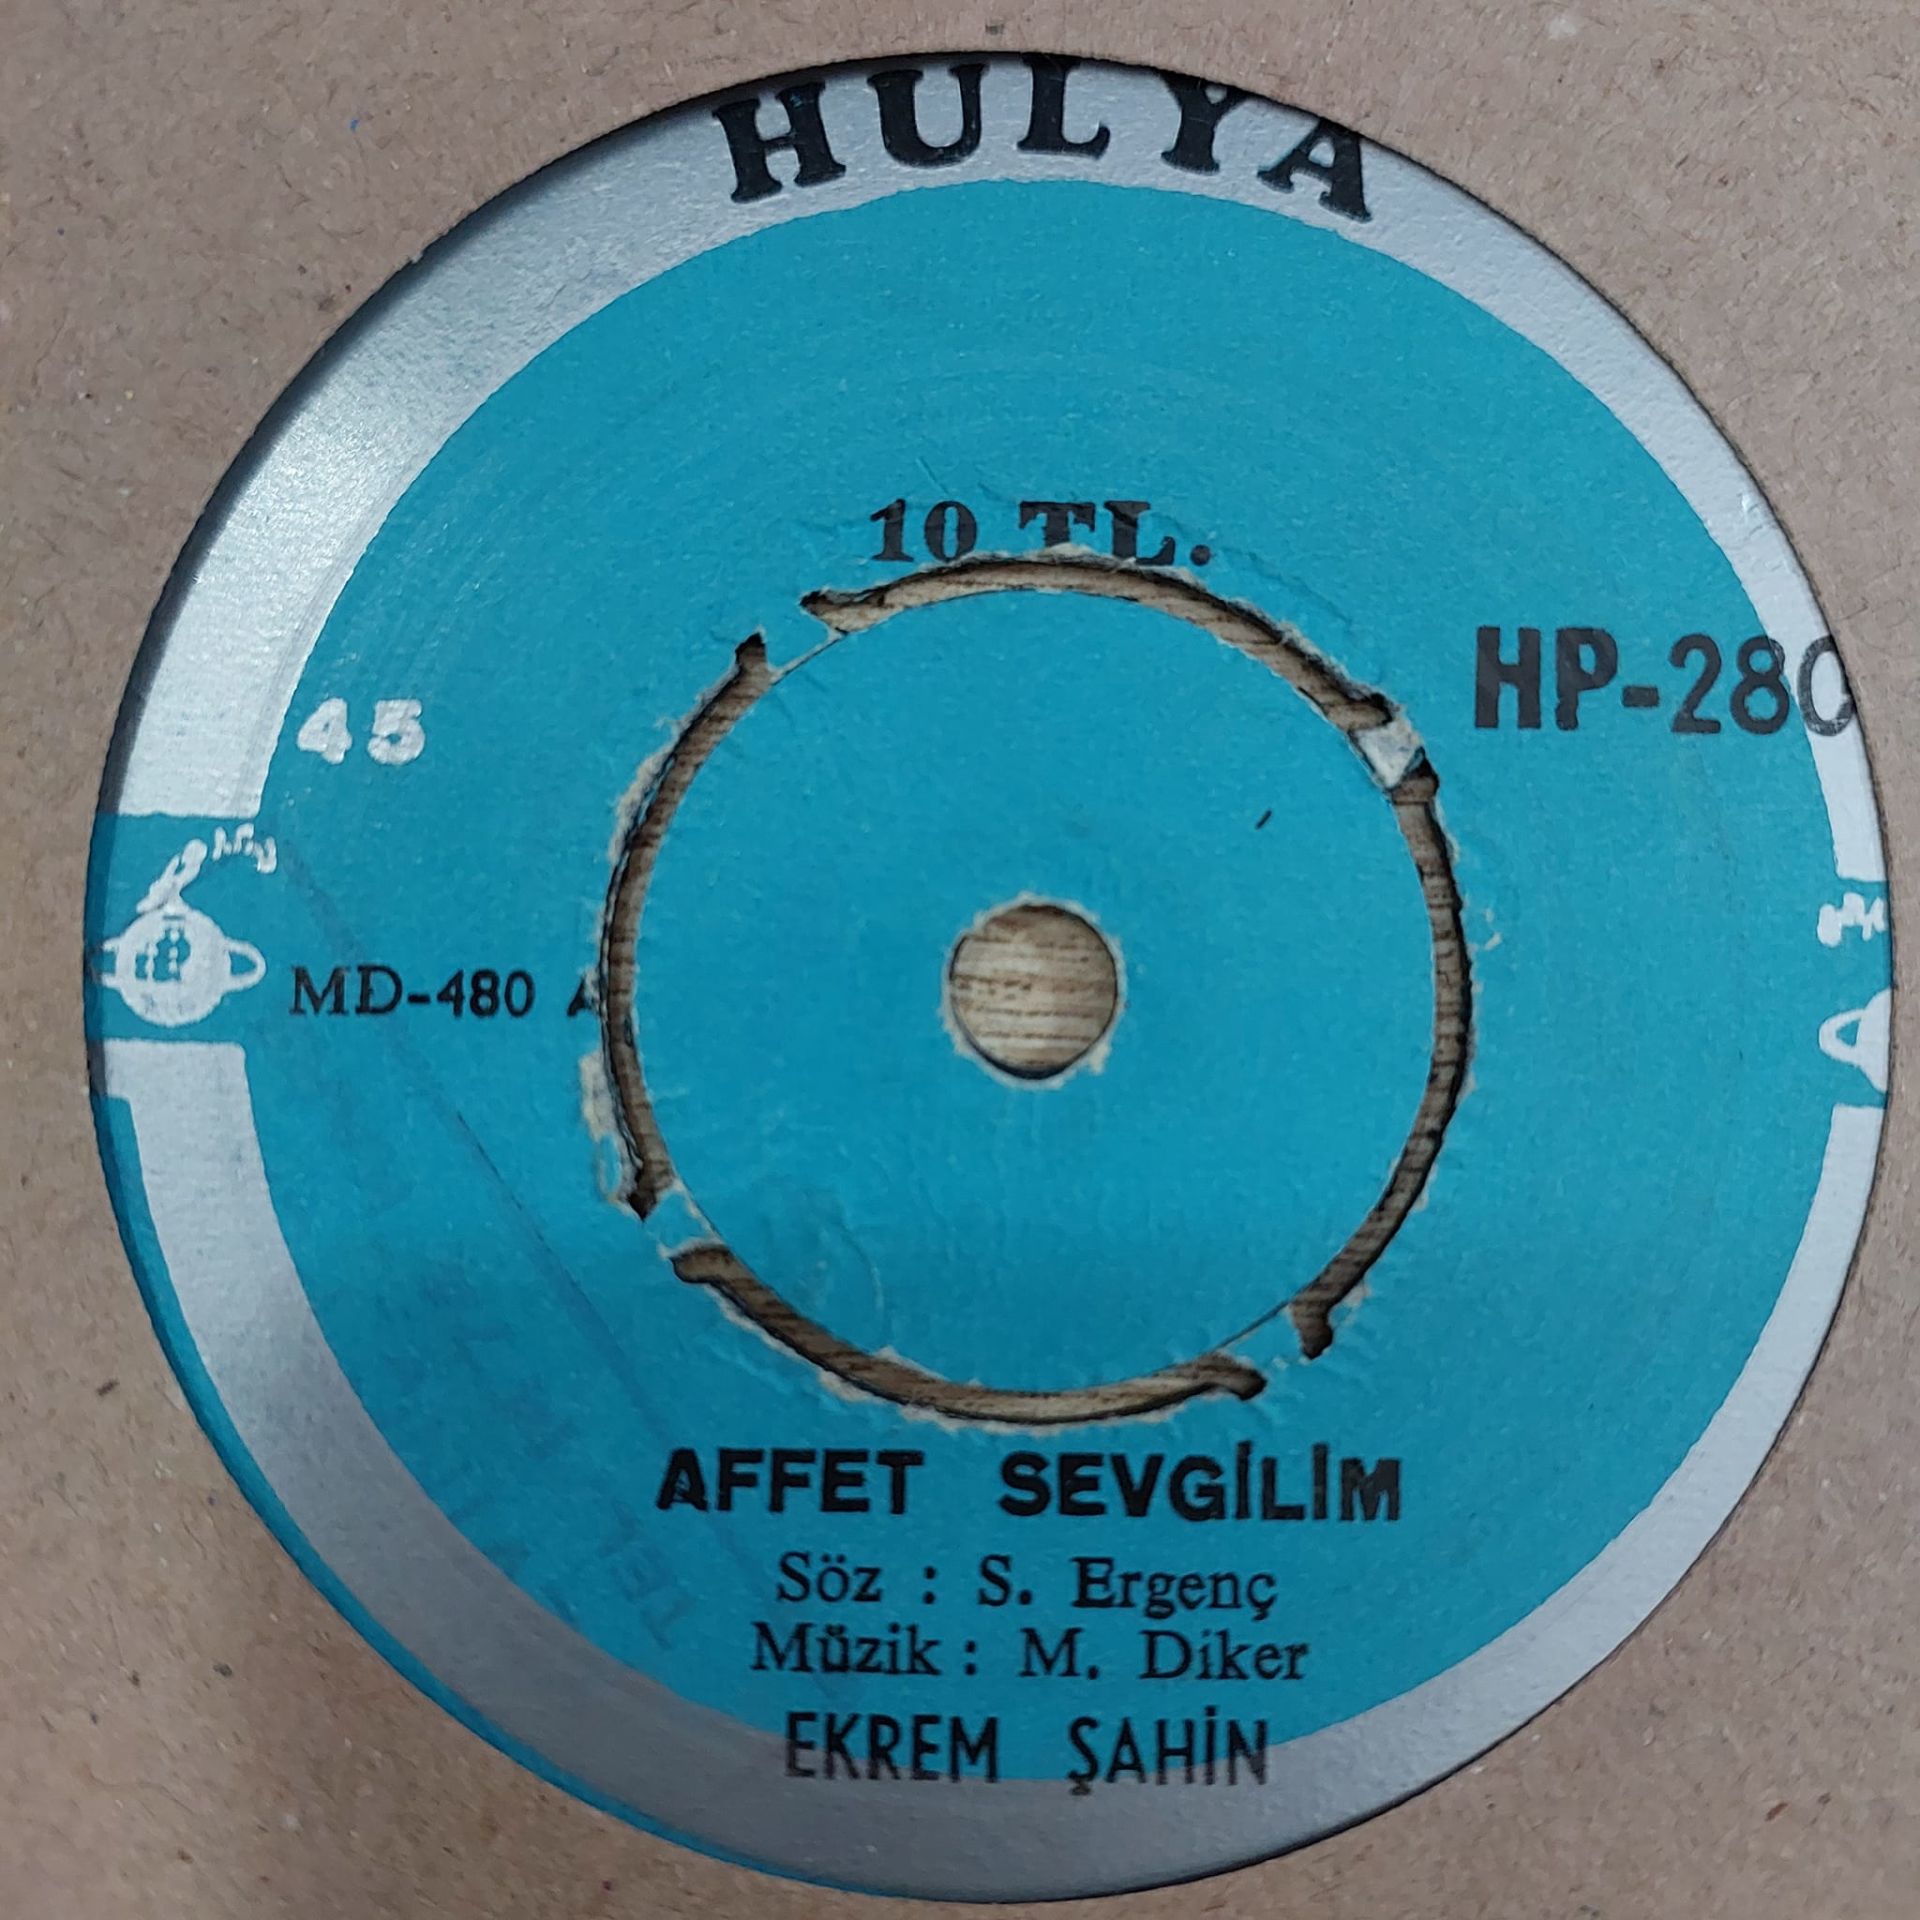 HULYA
10 TL.
HP-280
45
MD-480 A
AFFET SEVGİLİM
Söz : S. Ergenç
Müzik : M. Diker
EKREM ŞAHİN